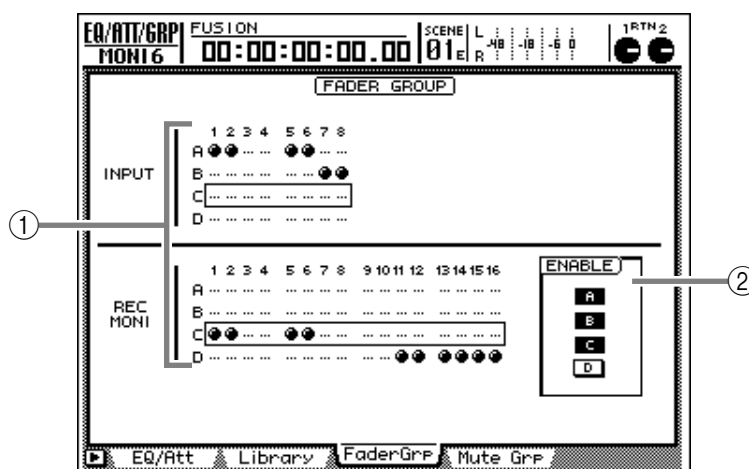 EQ/ATT/GRP FUSION SCENE L 1RTN2
MONI6 00:00:00:00.00 01E R -48 -18 -6 0
FADER GROUP
1 2 3 4 5 6 7 8
A
INPUT B
C
D
① ②
1 2 3 4 5 6 7 8 9 10 11 12 13 14 15 16 ENABLE
A A
REC B B
MONI C C
D D
EQ/Att Library FaderGrp Mute Grp